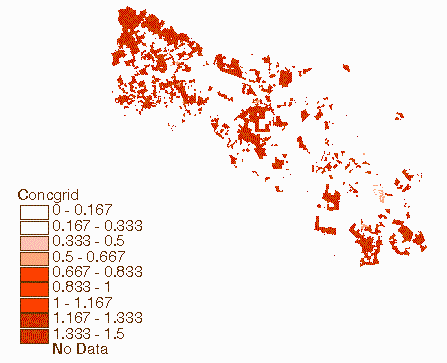 Concgrid
0 - 0.167
0.167 - 0.333
0.333 - 0.5
0.5 - 0.667
0.667 - 0.833
0.833 - 1
1 - 1.167
1.167 - 1.333
1.333 - 1.5
No Data